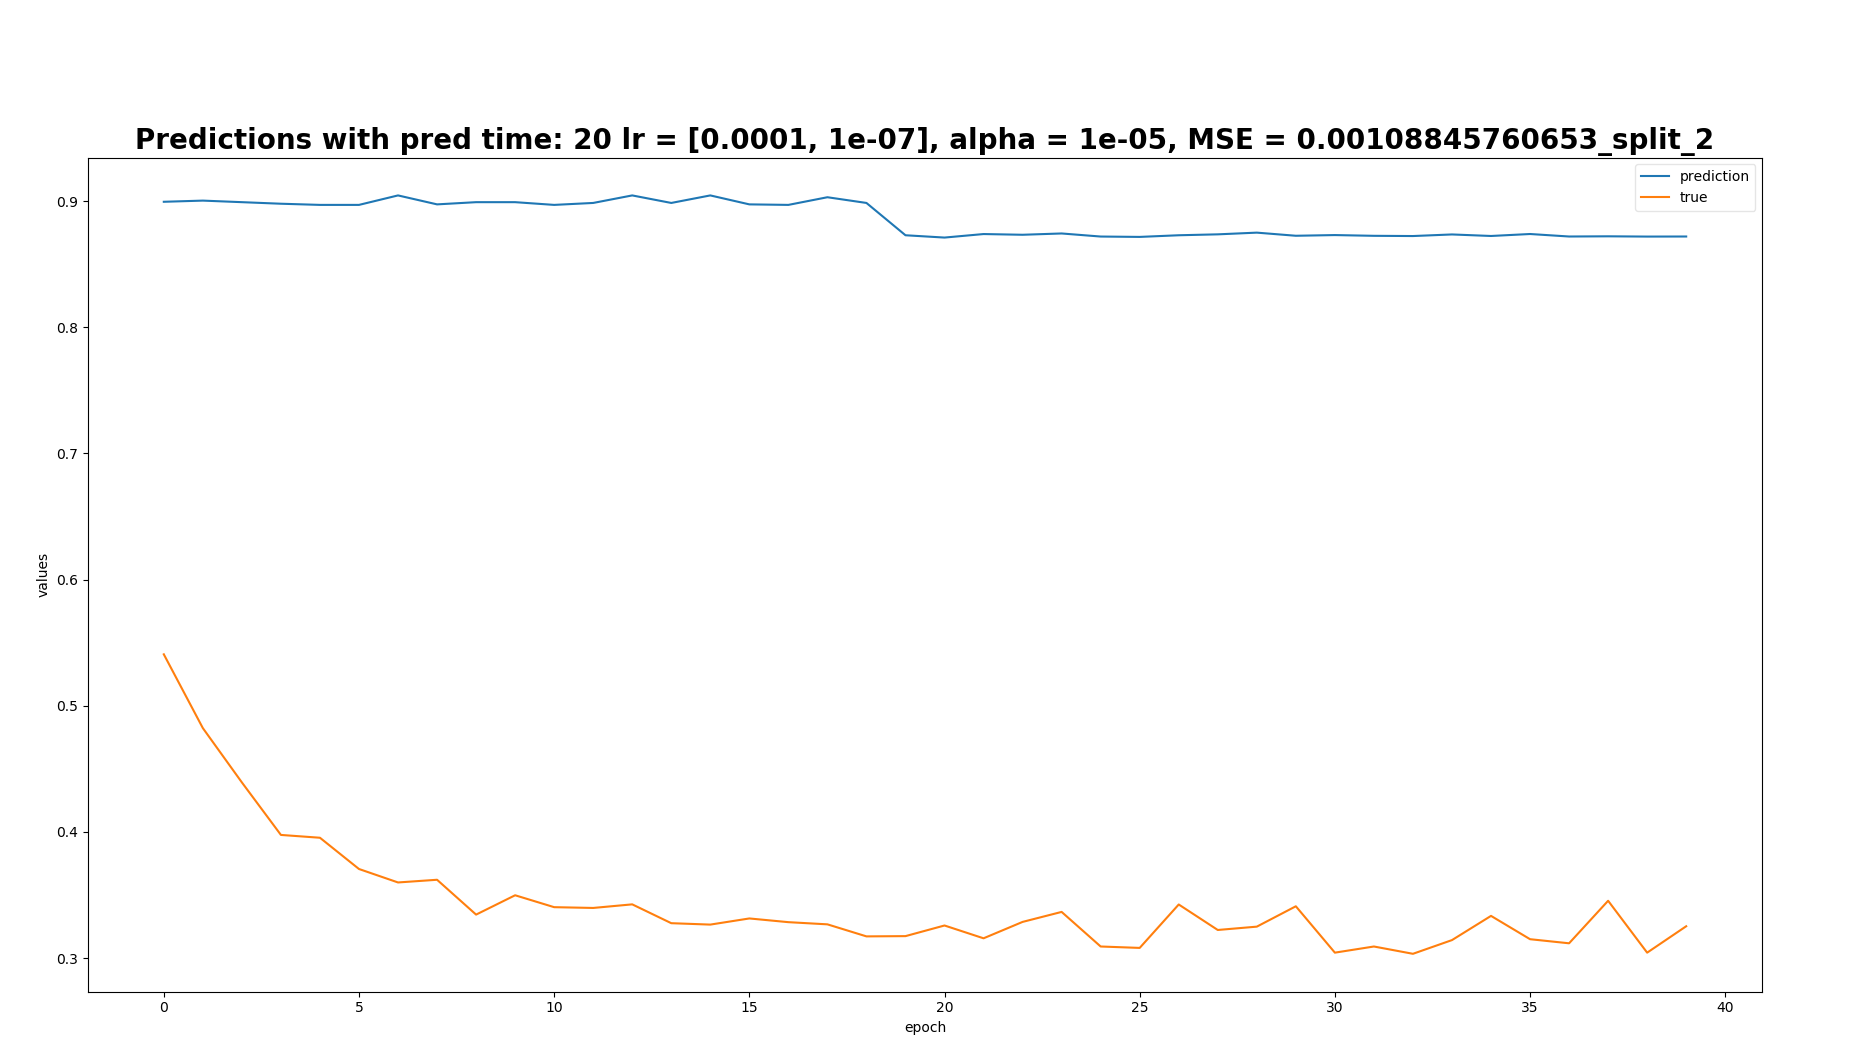 Predictions with pred time: 20 lr = [0.0001, 1e-07], alpha = 1e-05, MSE = 0.00108845760653_split_2
prediction
true
values
0.9
0.8
0.7
0.6
0.5
0.4
0.3
0 5 10 15 20 25 30 35 40
epoch